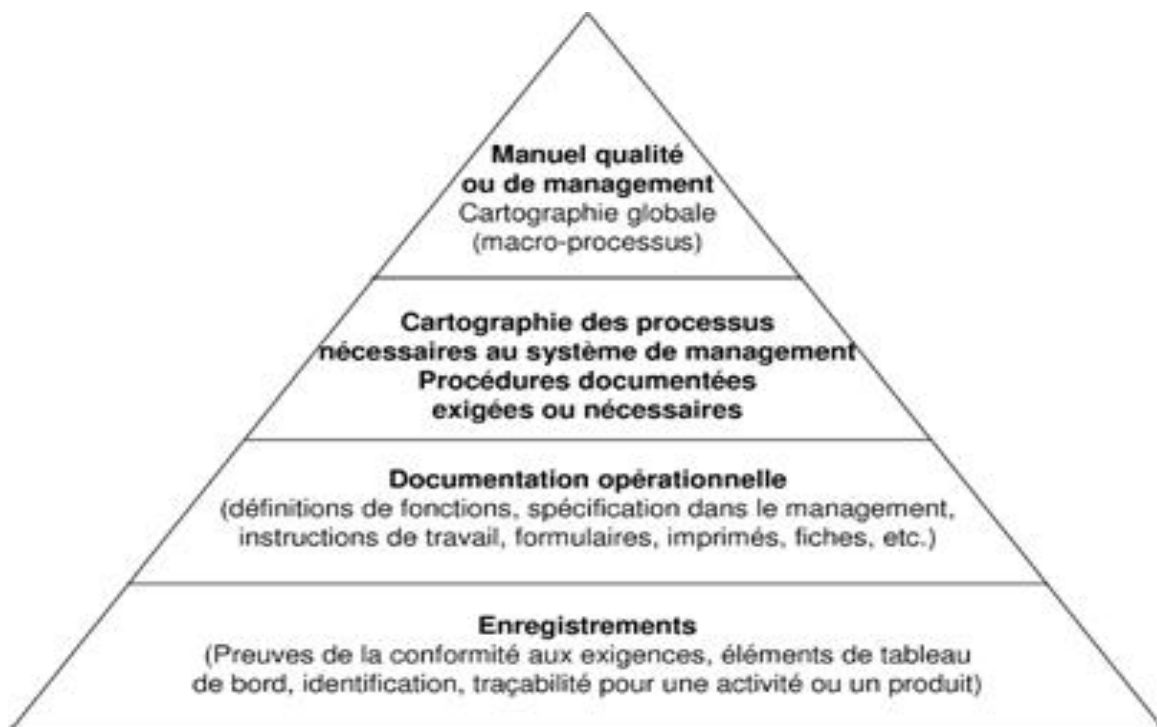 Manuel qualité
ou de management
Cartographie globale
(macro-processus)
Cartographie des processus
nécessaires au système de management
Procédures documentées
exigées ou nécessaires
Documentation opérationnelle
(définitions de fonctions, spécification dans le management,
instructions de travail, formulaires, imprimés, fiches, etc.)
Enregistrements
(Preuves de la conformité aux exigences, éléments de tableau
de bord, identification, traçabilité pour une activité ou un produit)